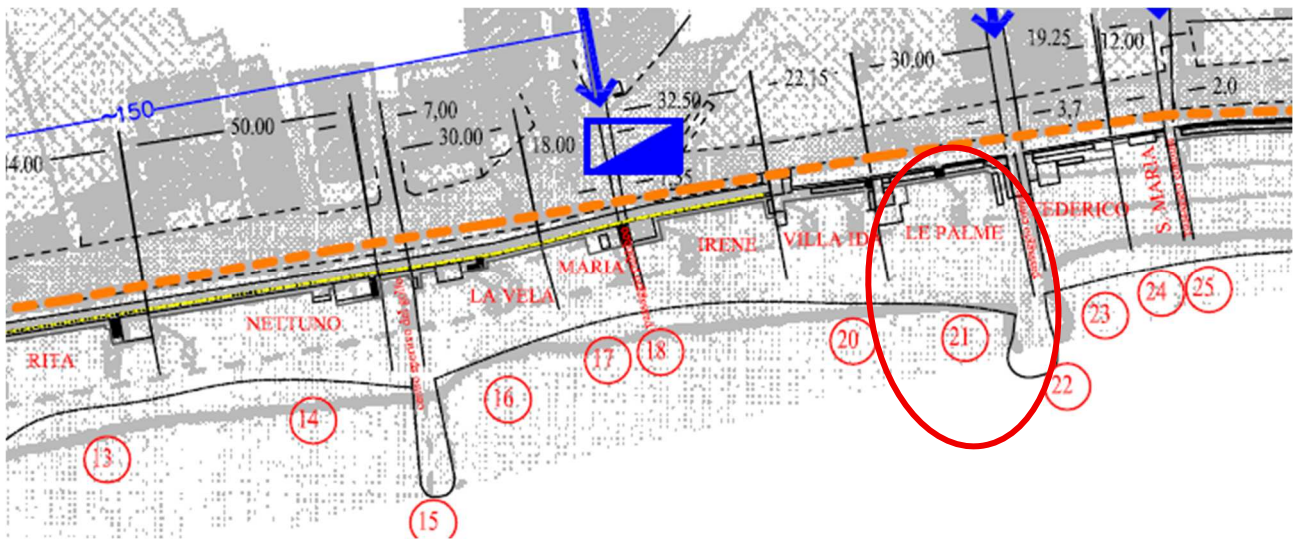 ~150
50.00
7,00
30.00
18.00
32.50
22.15
30.00
19.25
12.00
3.7
2.0
4.00
RITA
NETTUNO
LA VELA
MARIA
IRENE
VILLA ID
LE PALME
FEDERICO
S. MARIA
13
14
15
16
17
18
20
21
22
23
24
25